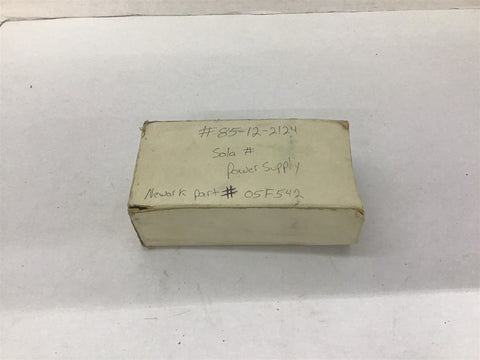 #85-12-2124
Sola #
Power Supply
Newark part # 05F542